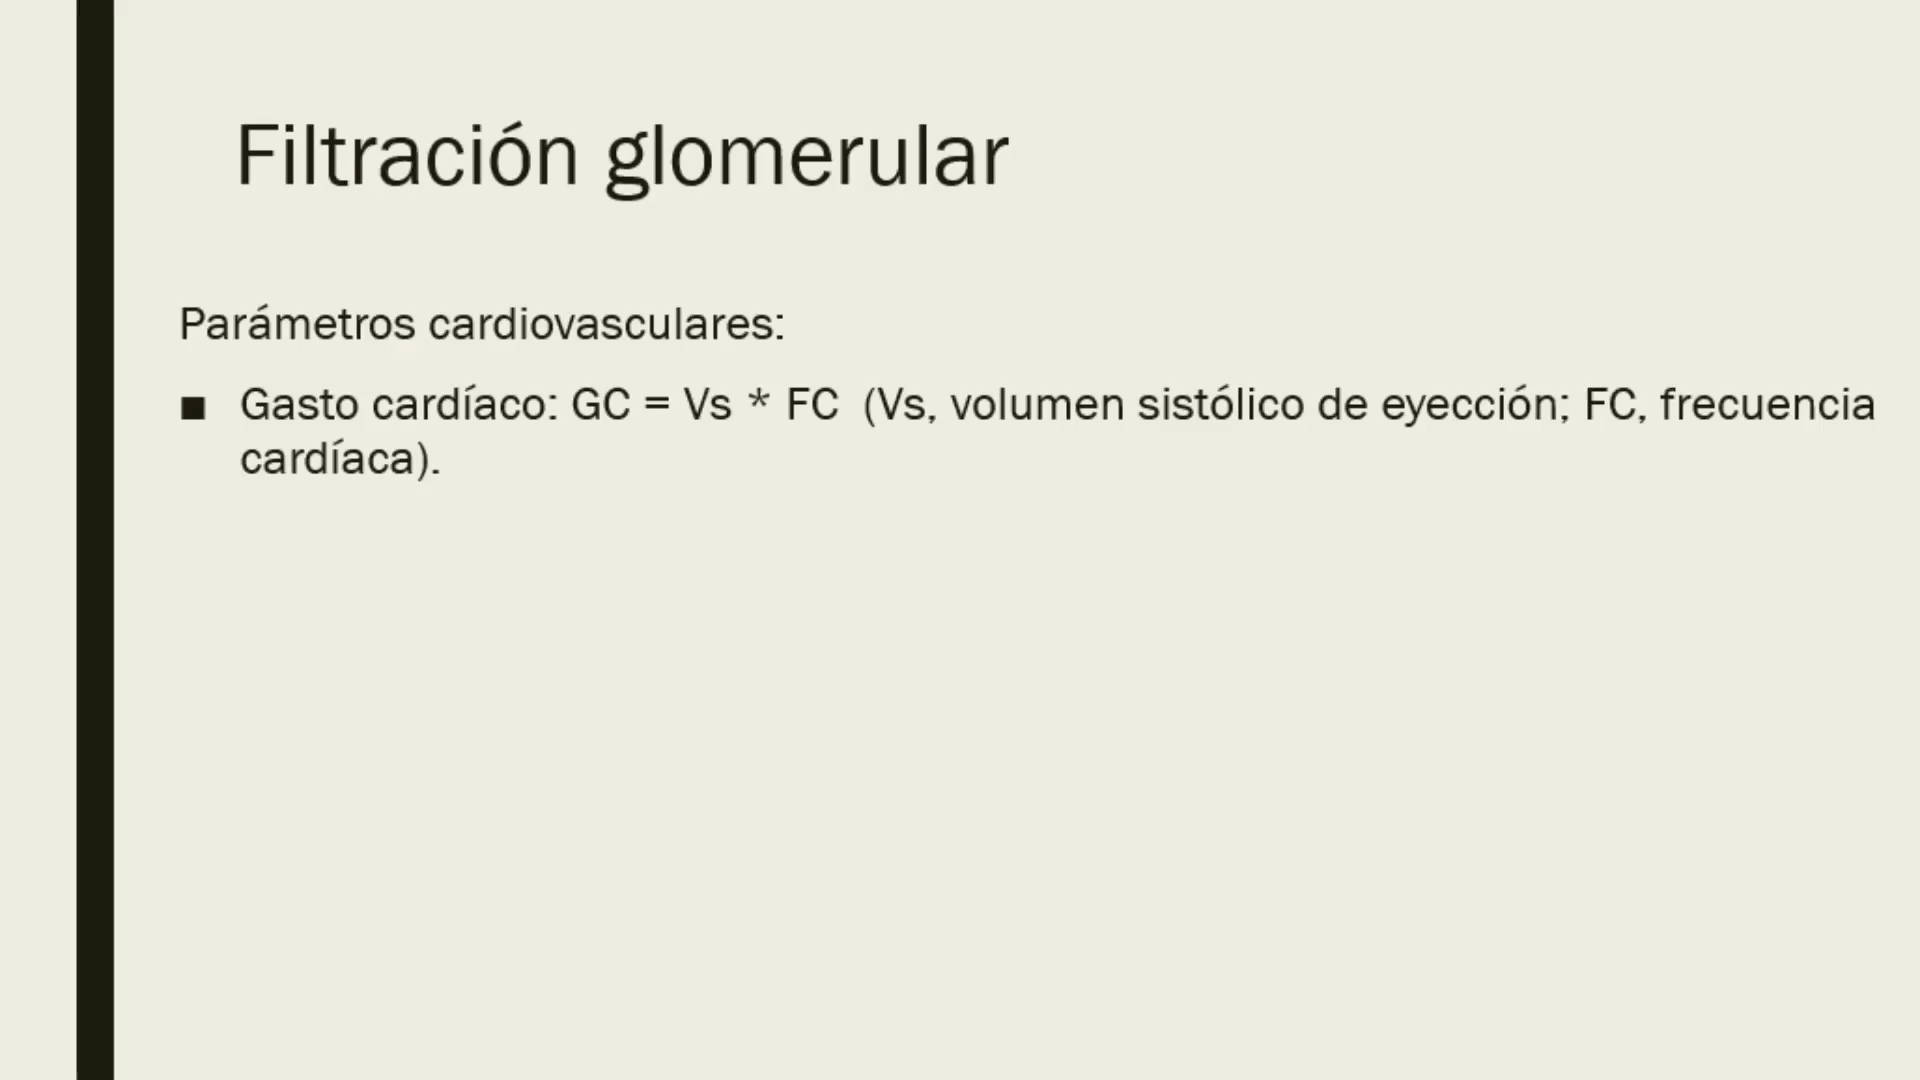 Filtración glomerular
Parámetros cardiovasculares:
■ Gasto cardíaco: GC = Vs * FC (Vs, volumen sistólico de eyección; FC, frecuencia
cardíaca).